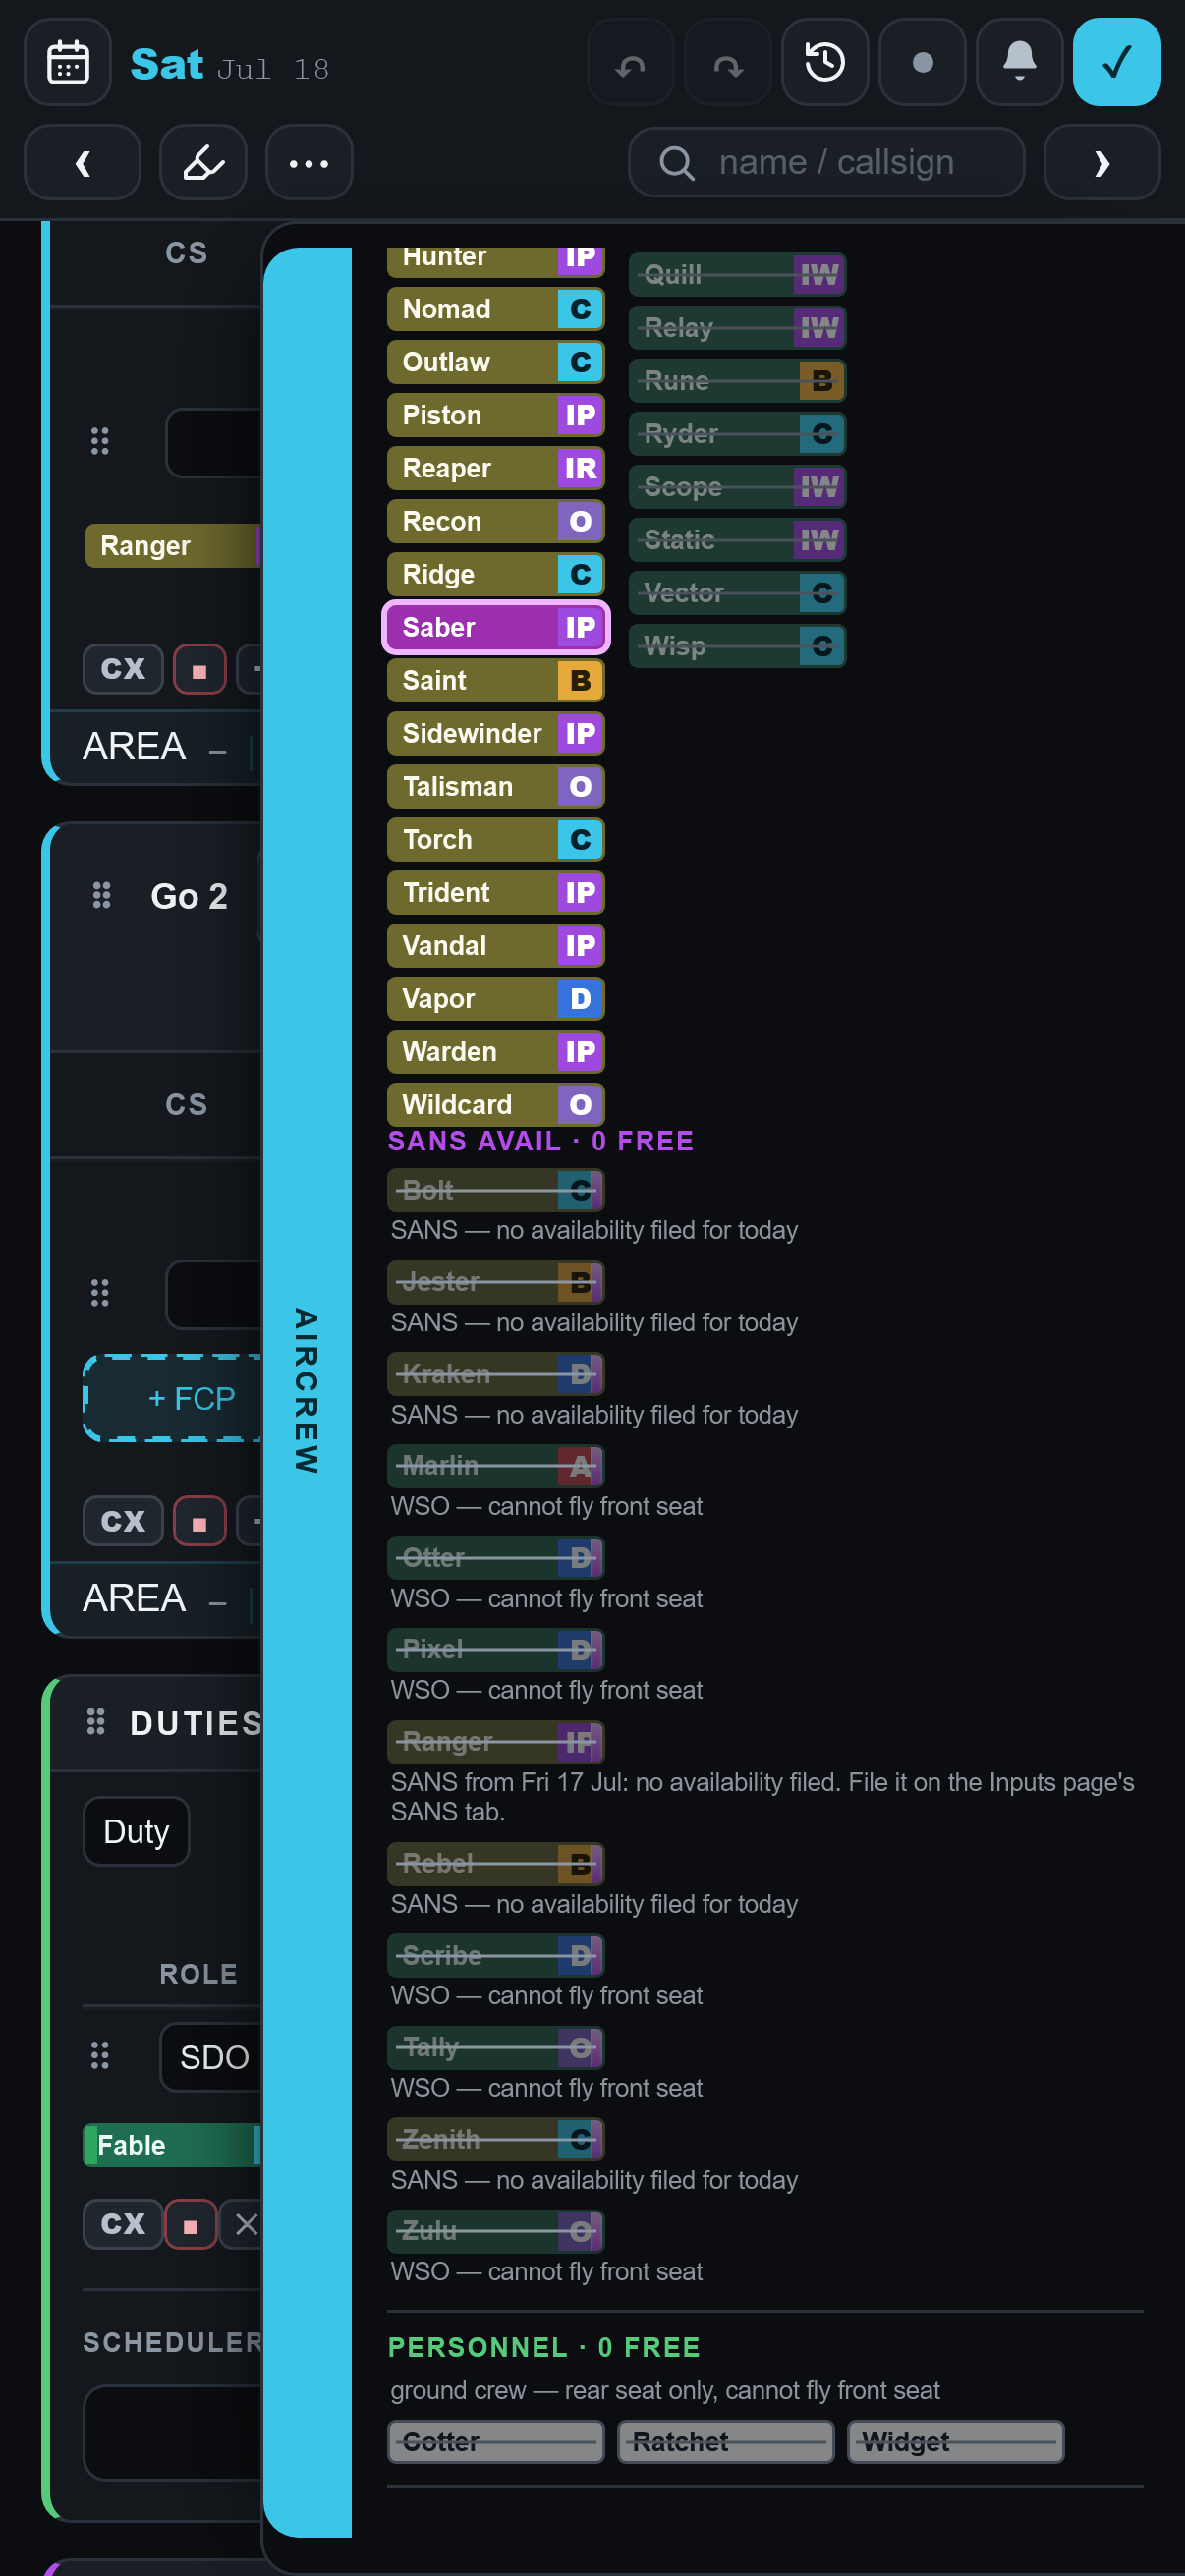 Sat Jul 18
name / callsign
CS
Ranger
CX
AREA –
Go 2
CS
+ FCP
CX
AREA –
DUTIES
Duty
ROLE
SDO
Fable
CX
SCHEDULER
AIRCREW
Hunter IP
Nomad C
Outlaw C
Piston IP
Reaper IR
Recon O
Ridge C
Saber IP
Saint B
Sidewinder IP
Talisman O
Torch C
Trident IP
Vandal IP
Vapor D
Warden IP
Wildcard O
Quill IW
Relay IW
Rune B
Ryder C
Scope IW
Static IW
Vector C
Wisp C
SANS AVAIL · 0 FREE
Bolt C
SANS — no availability filed for today
Jester B
SANS — no availability filed for today
Kraken D
SANS — no availability filed for today
Marlin A
WSO — cannot fly front seat
Otter D
WSO — cannot fly front seat
Pixel D
WSO — cannot fly front seat
Ranger IP
SANS from Fri 17 Jul: no availability filed. File it on the Inputs page's
SANS tab.
Rebel B
SANS — no availability filed for today
Scribe D
WSO — cannot fly front seat
Tally O
WSO — cannot fly front seat
Zenith C
SANS — no availability filed for today
Zulu O
WSO — cannot fly front seat
PERSONNEL · 0 FREE
ground crew — rear seat only, cannot fly front seat
Cotter Ratchet Widget